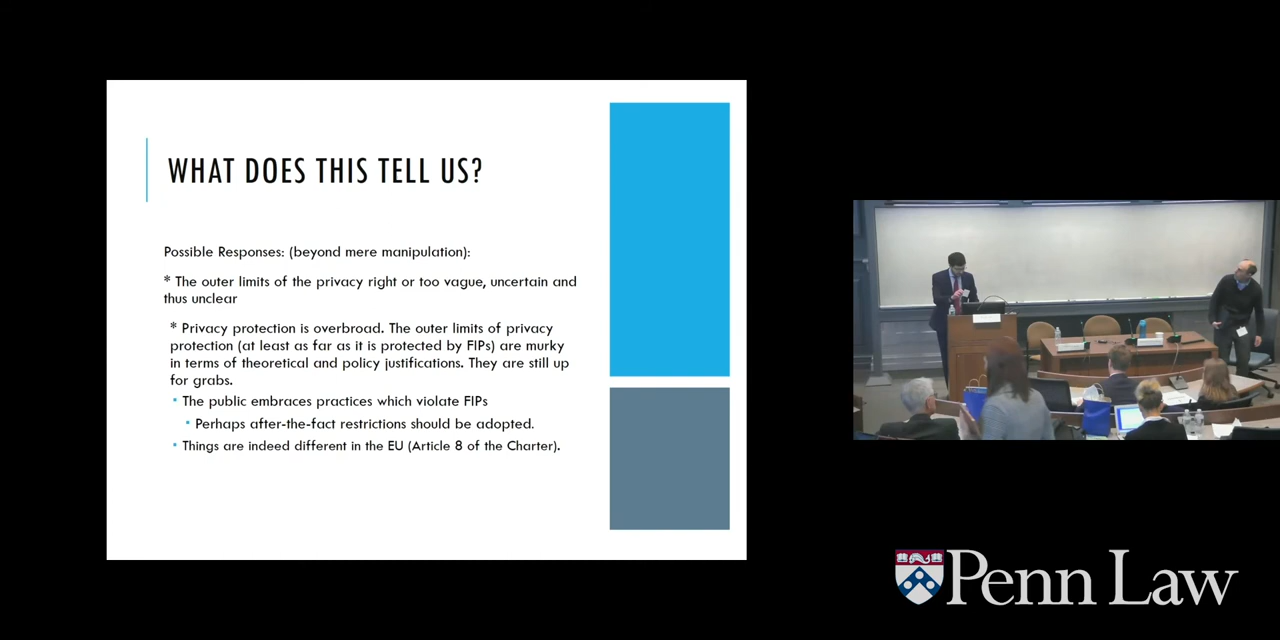 WHAT DOES THIS TELL US?
Possible Responses: (beyond mere manipulation):
* The outer limits of the privacy right or too vague, uncertain and
thus unclear
* Privacy protection is overbroad. The outer limits of privacy
protection (at least as far as it is protected by FIPs) are murky
in terms of theoretical and policy justifications. They are still up
for grabs.
▪ The public embraces practices which violate FIPs
▪ Perhaps after-the-fact restrictions should be adopted.
▪ Things are indeed different in the EU (Article 8 of the Charter).
Penn Law